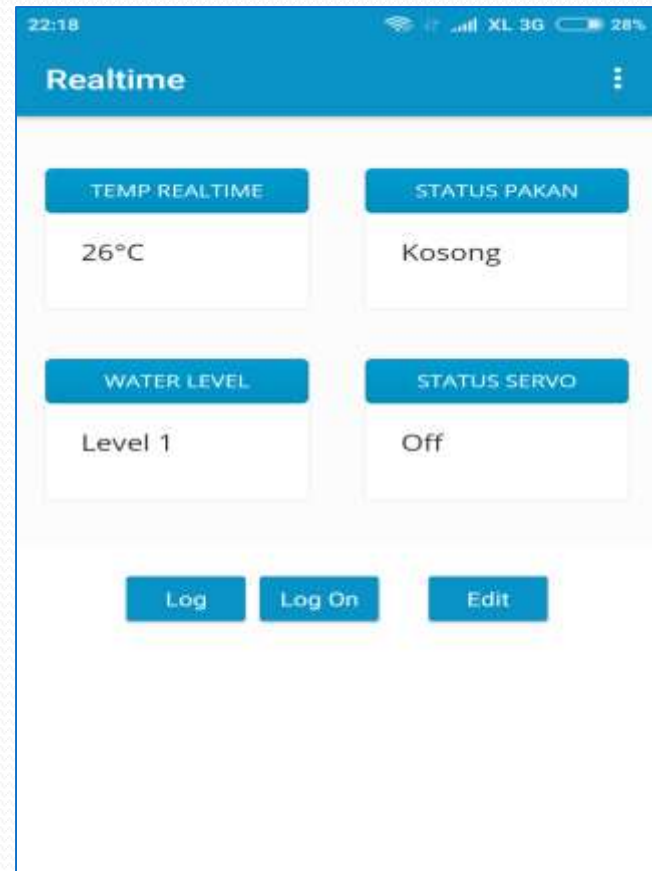 22:18 XL 3G 28%
Realtime
TEMP REALTIME STATUS PAKAN
26°C Kosong
WATER LEVEL STATUS SERVO
Level 1 Off
Log Log On Edit